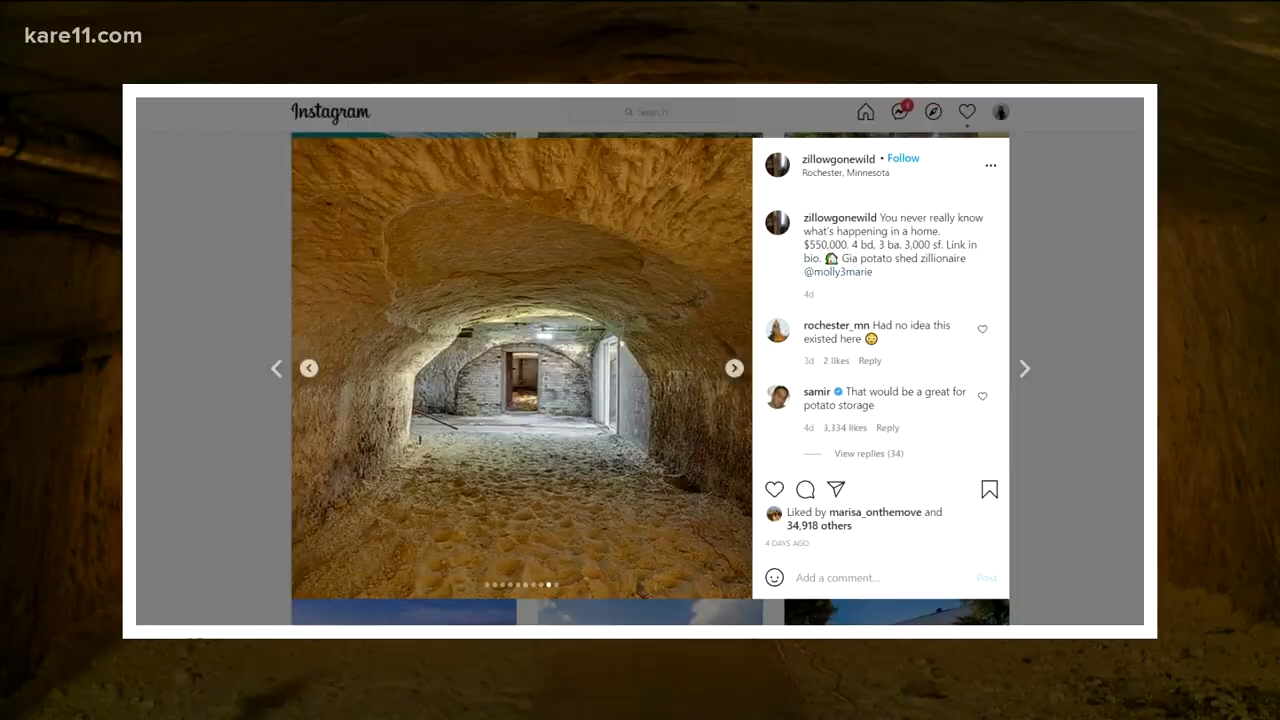 kare11.com
Instagram
Search
1
zillowgonewild • Follow
Rochester, Minnesota
...
zillowgonewild You never really know
what's happening in a home.
$550,000. 4 bd, 3 ba. 3,000 sf. Link in
bio. 🏡 Gia potato shed zillionaire
@molly3marie
4d
rochester_mn Had no idea this
existed here 😳
3d 2 likes Reply
samir That would be a great for
potato storage
4d 3,334 likes Reply
View replies (34)
Liked by marisa_onthemove and
34,918 others
4 DAYS AGO
Add a comment...
Post